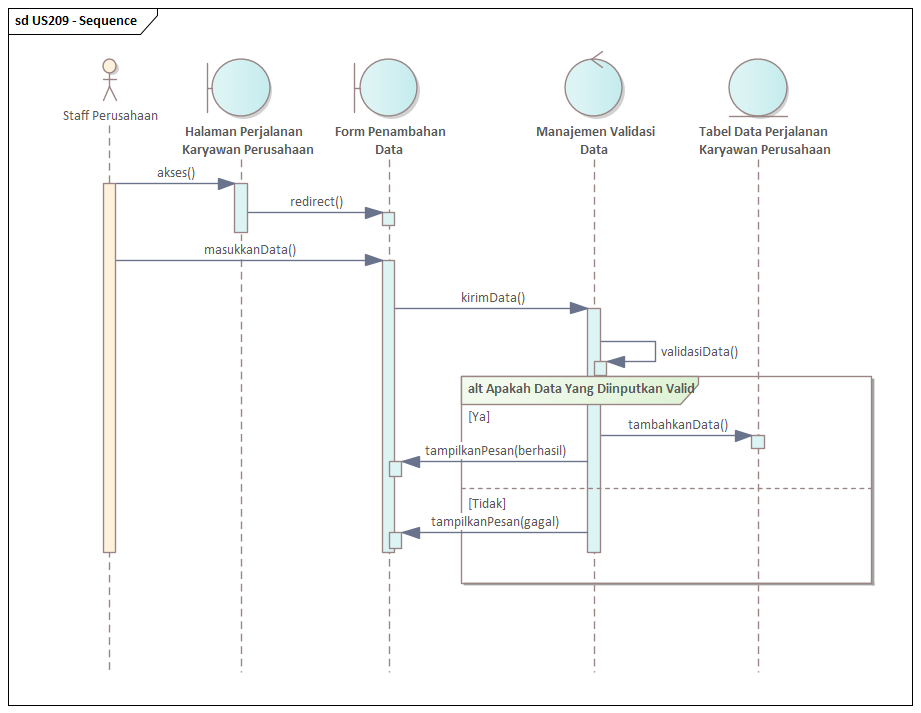 sd US209 - Sequence
Staff Perusahaan
Halaman Perjalanan
Karyawan Perusahaan
Form Penambahan
Data
Manajemen Validasi
Data
Tabel Data Perjalanan
Karyawan Perusahaan
akses()
redirect()
masukkanData()
kirimData()
validasiData()
alt Apakah Data Yang Diinputkan Valid
[Ya]
tambahkanData()
tampilkanPesan(berhasil)
[Tidak]
tampilkanPesan(gagal)